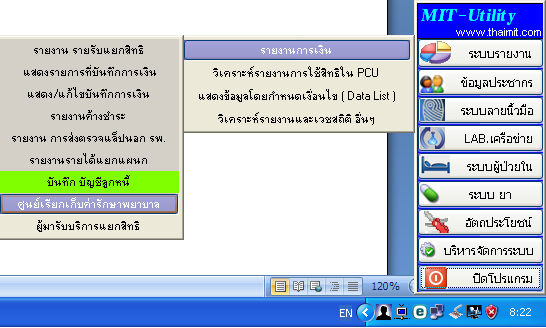 รายงาน รายรับแยกสิทธิ
แสดงรายการที่บันทึกการเงิน
แสดง/แก้ไขบันทึกการเงิน
รายงานค้างชำระ
รายงาน การส่งตรวจแล็ปนอก รพ.
รายงานรายได้แยกแผนก
บันทึก บัญชีลูกหนี้
ศูนย์เรียกเก็บค่ารักษาพยาบาล
ผู้มารับบริการแยกสิทธิ
รายงานการเงิน
วิเคราะห์รายงานการใช้สิทธิใน PCU
แสดงข้อมูลโดยกำหนดเงื่อนไข ( Data List )
วิเคราะห์รายงานและเวชสถิติ อื่นๆ
MIT-Utility
www.thaimit.com
ระบบรายงาน
ข้อมูลประชากร
ระบบลายนิ้วมือ
LAB.เครือข่าย
ระบบผู้ป่วยใน
ระบบ ยา
อัตถประโยชน์
บริหารจัดการระบบ
ปิดโปรแกรม
120%
EN
8:22